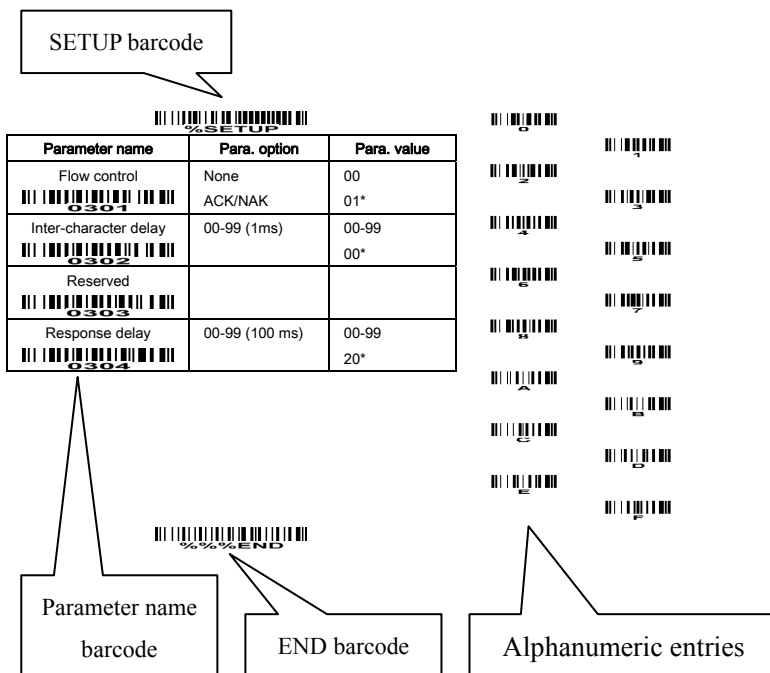 SETUP barcode
%SETUP
Parameter name Para. option Para. value
Flow control None 00
0301 ACK/NAK 01*
Inter-character delay 00-99 (1ms) 00-99
0302 00*
Reserved
0303
Response delay 00-99 (100 ms) 00-99
0304 20*
0
1
2
3
4
5
6
7
8
9
A
B
C
D
E
F
%%%END
Parameter name
barcode
END barcode
Alphanumeric entries